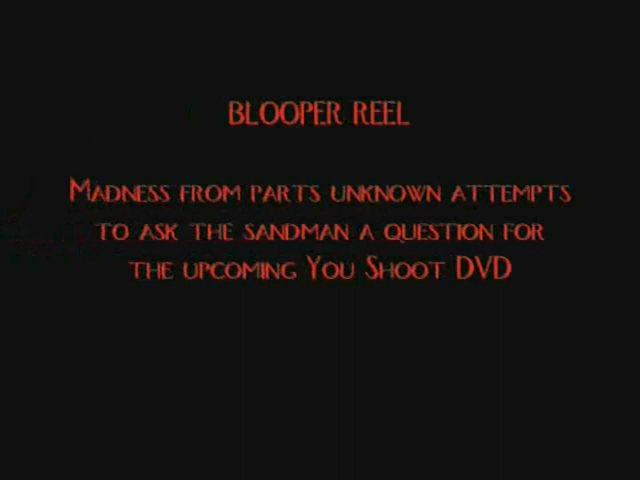 BLOOPER REEL
MADNESS FROM PARTS UNKNOWN ATTEMPTS
TO ASK THE SANDMAN A QUESTION FOR
THE UPCOMING YOU SHOOT DVD